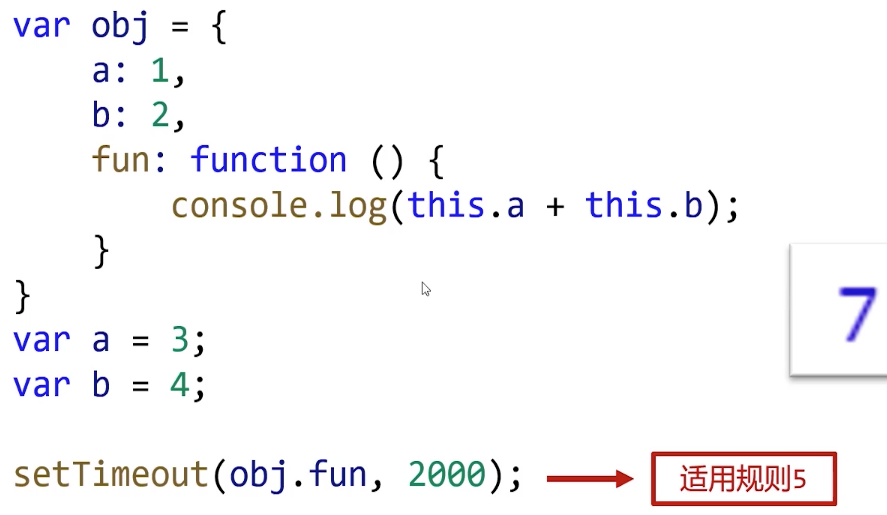 var obj = {
    a: 1,
    b: 2,
    fun: function () {
        console.log(this.a + this.b);
    }
}
7
var a = 3;
var b = 4;
setTimeout(obj.fun, 2000);
适用规则5